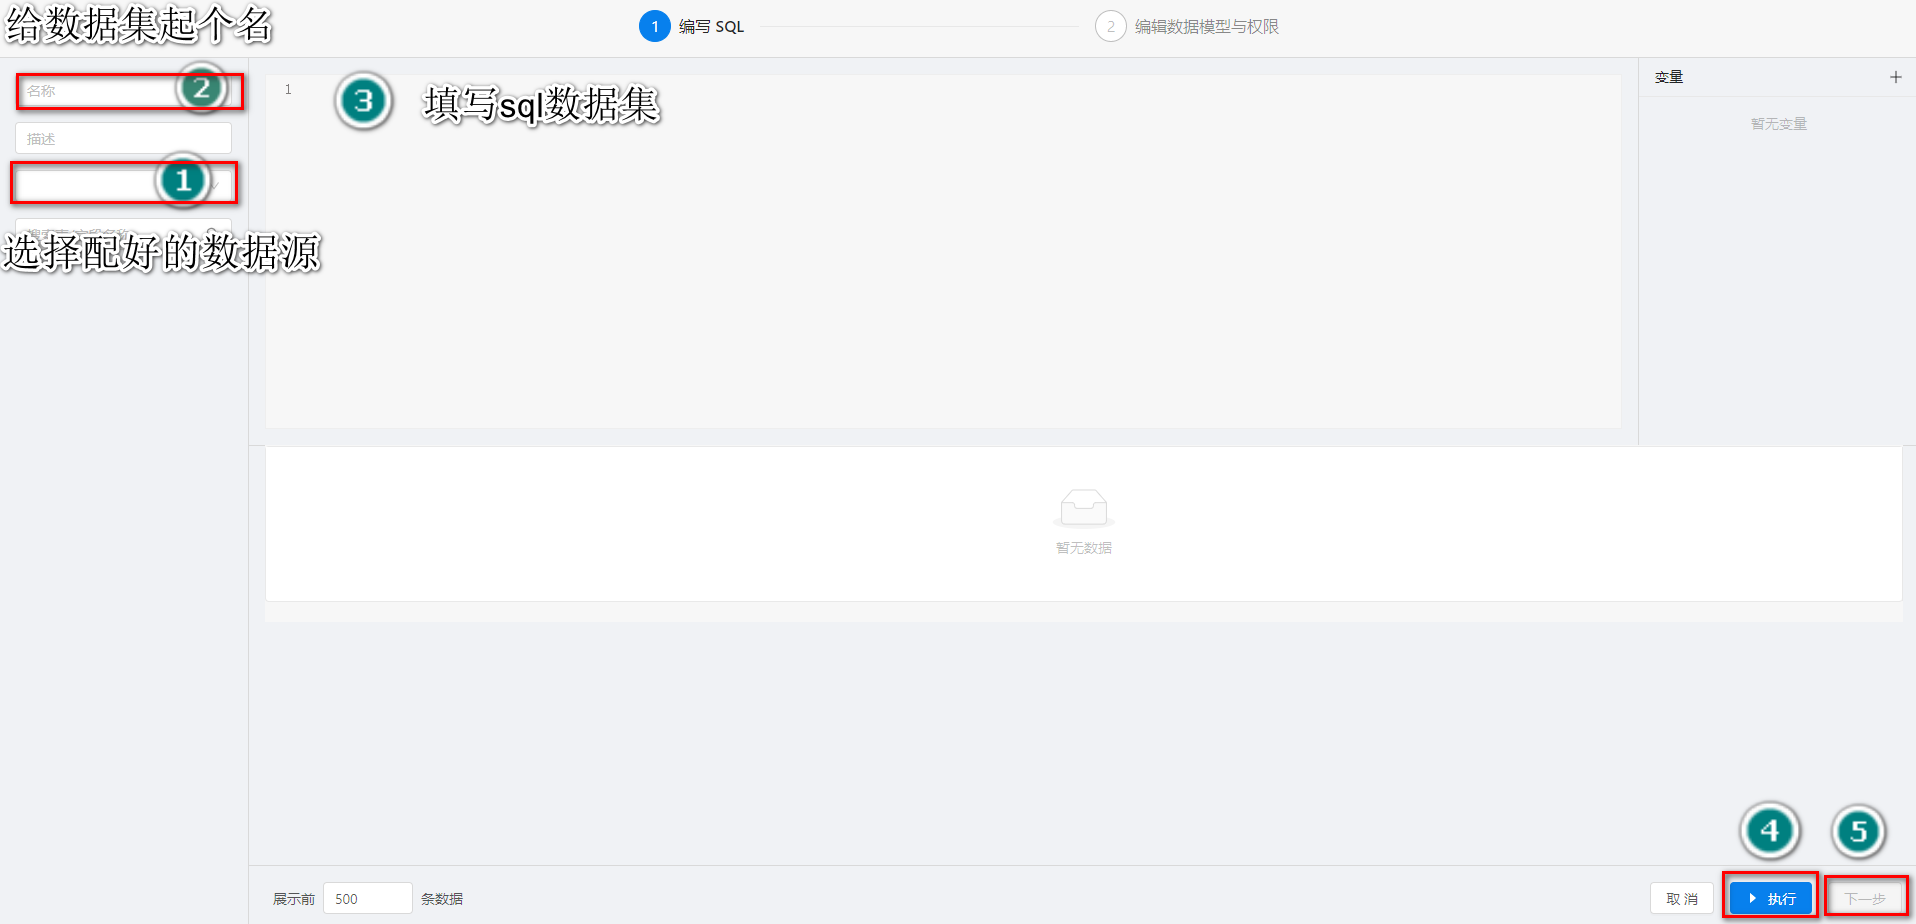 给数据集起个名
1 编写 SQL
2 编辑数据模型与权限
名称
2
描述
1
选择配好的数据源
1
3
填写sql数据集
变量
暂无变量
暂无数据
4
5
展示前 500 条数据
取消
执行
下一步